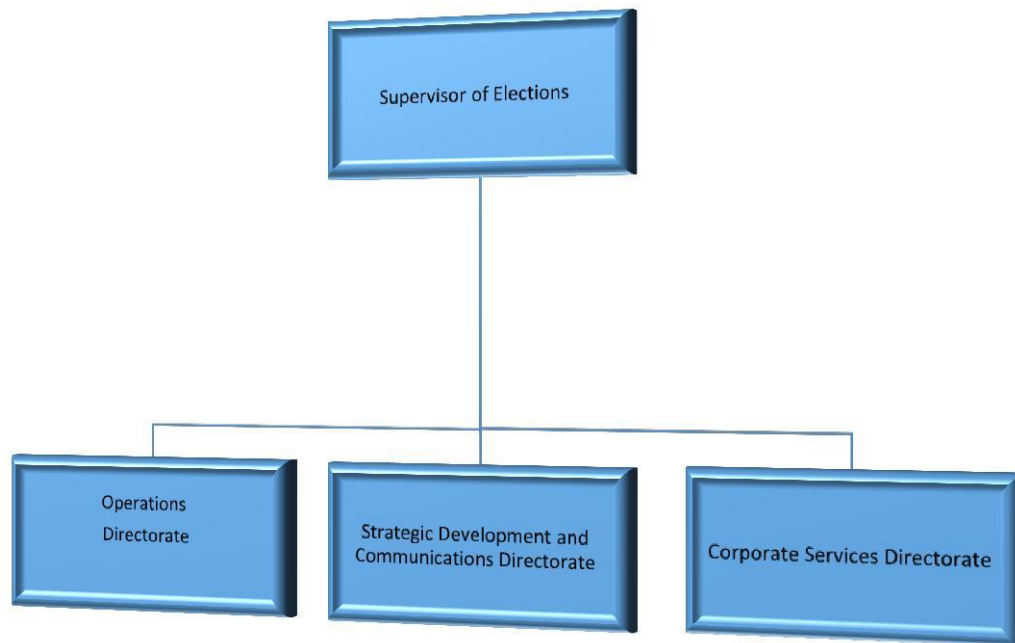 Supervisor of Elections
Operations
Directorate
Strategic Development and
Communications Directorate
Corporate Services Directorate